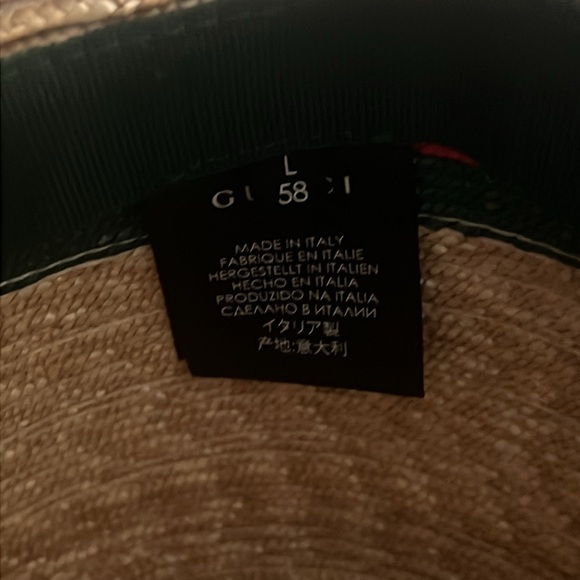 L
GUCCI
58
MADE IN ITALY
FABRIQUE EN ITALIE
HERGESTELLT IN ITALIEN
HECHO EN ITALIA
PRODUZIDO NA ITALIA
СДЕЛАНО В ИТАЛИИ
イタリア製
产地:意大利